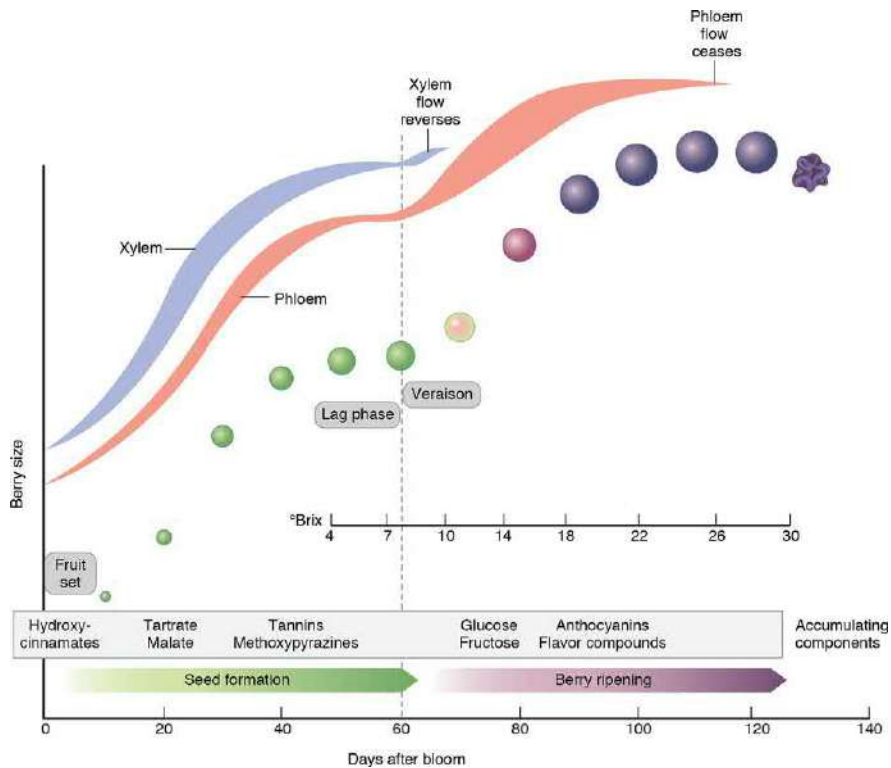 Phloem
flow
ceases
Xylem
flow
reverses
Xylem
Phloem
Veraison
Lag phase
Berry size
°Brix
4 7 10 14 18 22 26 30
Fruit
set
Hydroxy-
cinnamates
Tartrate
Malate
Tannins
Methoxypyrazines
Glucose
Fructose
Anthocyanins
Flavor compounds
Accumulating
components
Seed formation
Berry ripening
0 20 40 60 80 100 120 140
Days after bloom